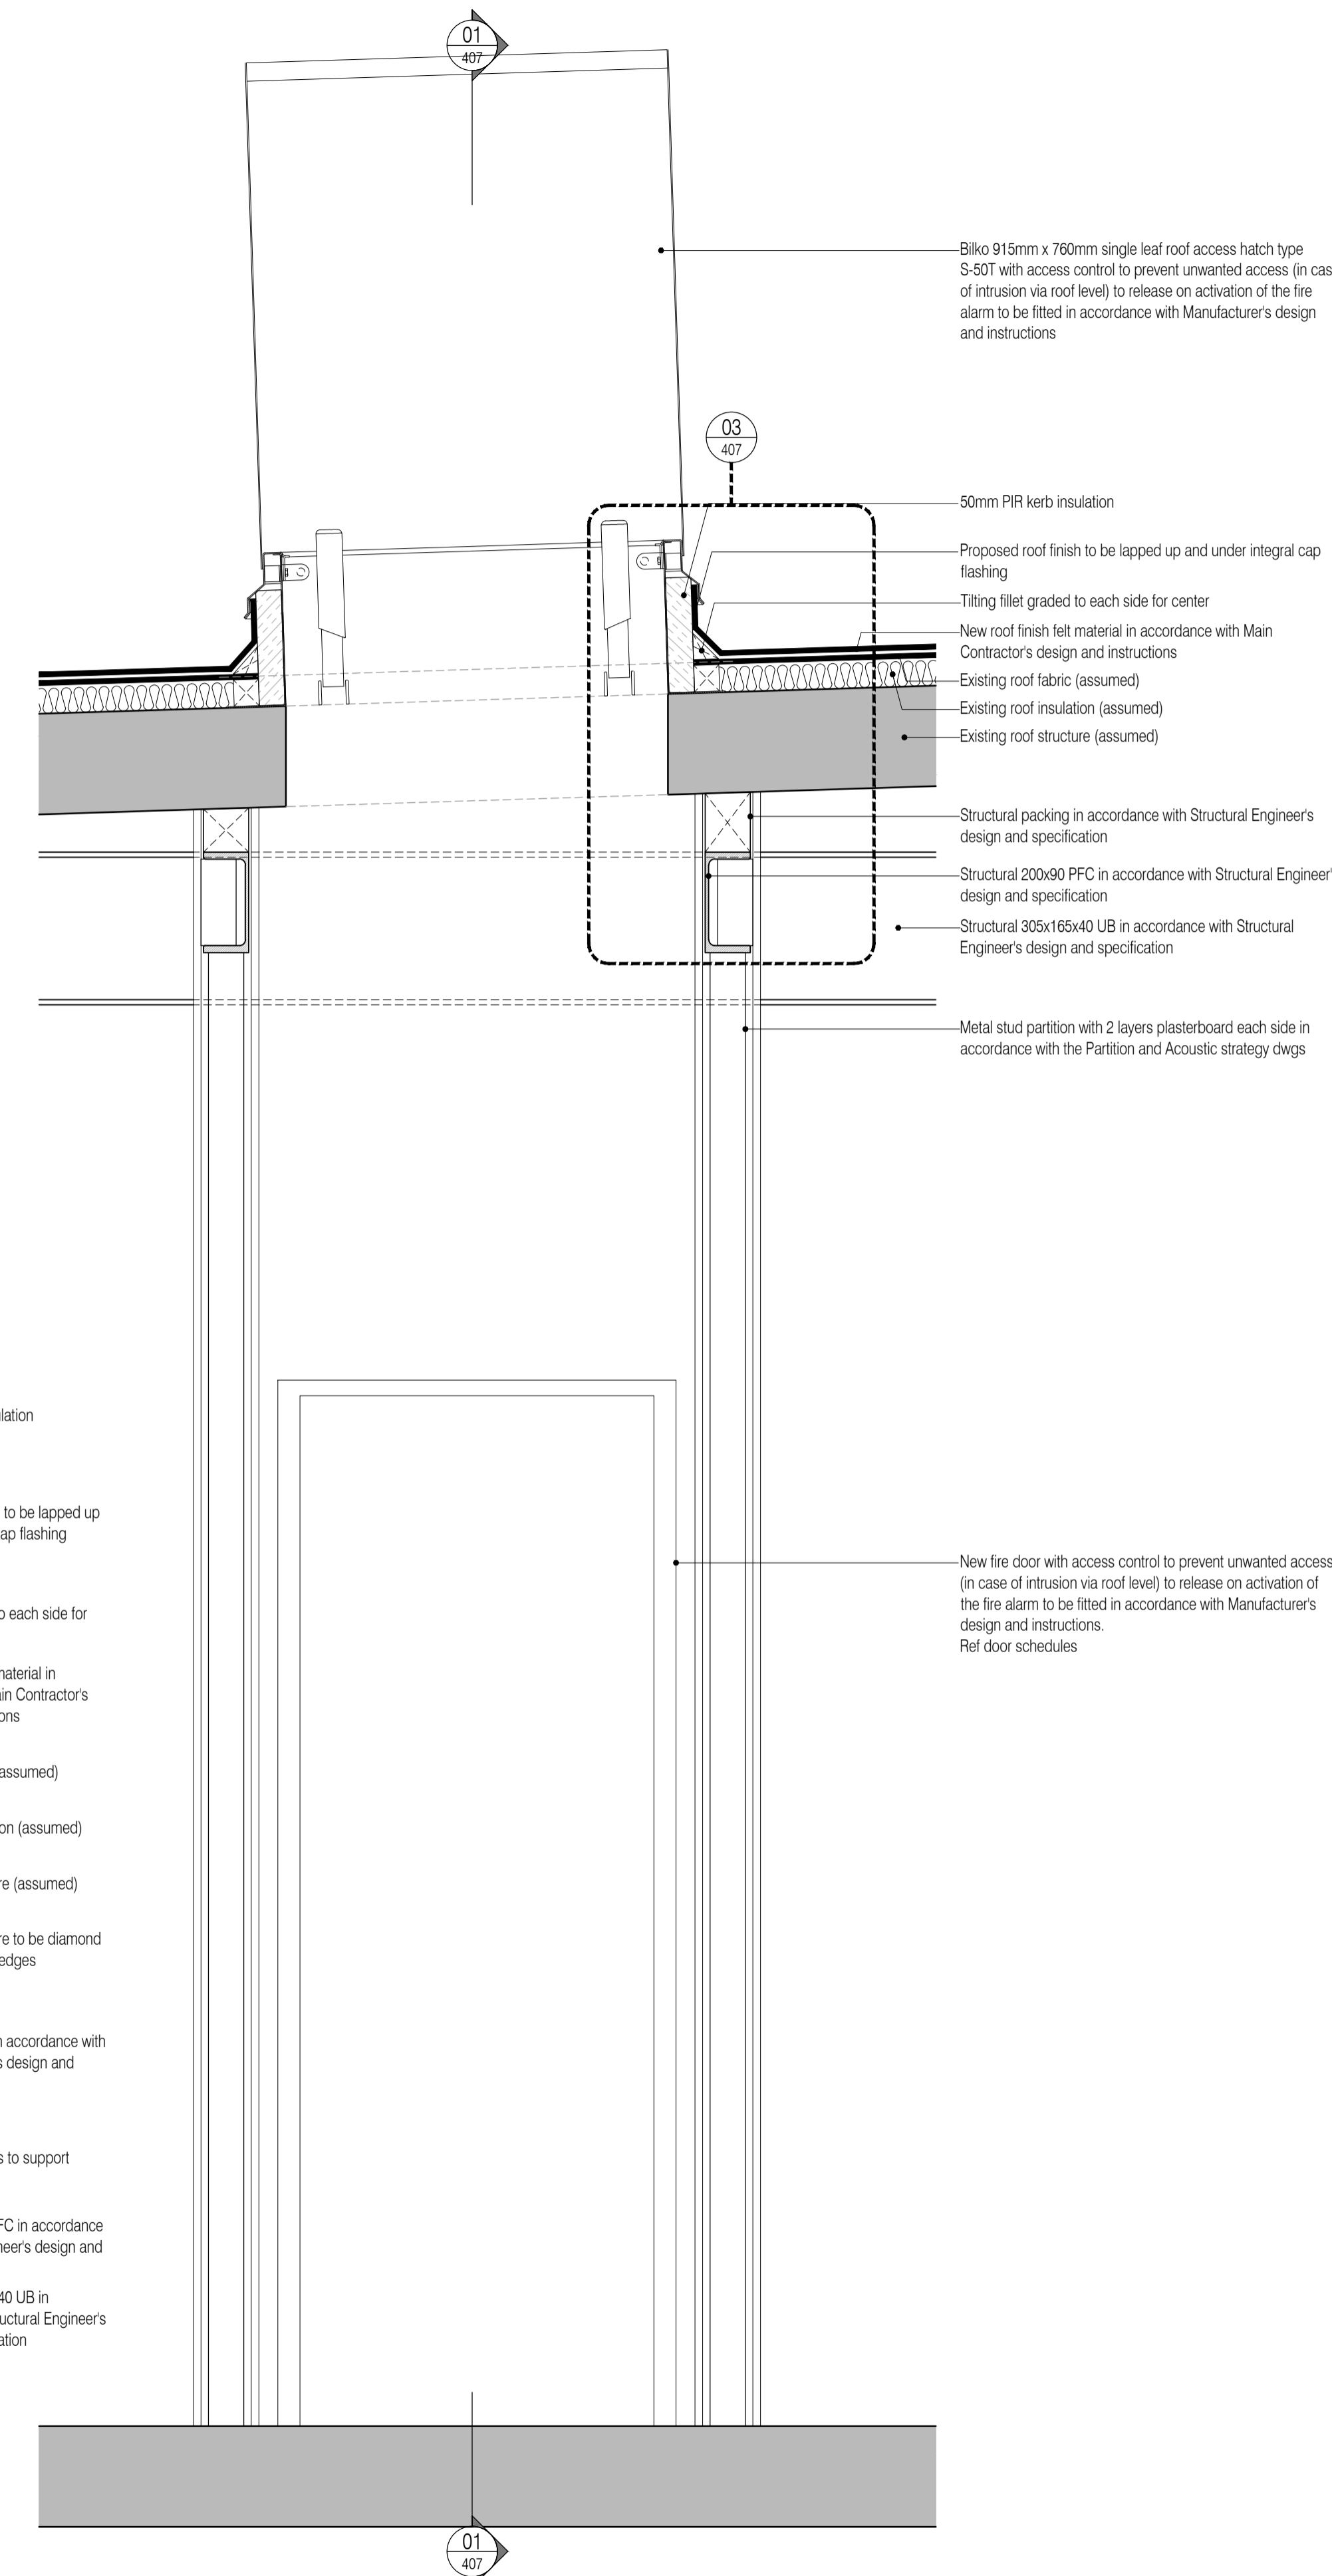 01
407
Bilko 915mm x 760mm single leaf roof access hatch type
S-50T with access control to prevent unwanted access (in cas
of intrusion via roof level) to release on activation of the fire
alarm to be fitted in accordance with Manufacturer's design
and instructions
03
407
50mm PIR kerb insulation
Proposed roof finish to be lapped up and under integral cap
flashing
Tilting fillet graded to each side for center
New roof finish felt material in accordance with Main
Contractor's design and instructions
Existing roof fabric (assumed)
Existing roof insulation (assumed)
Existing roof structure (assumed)
Structural packing in accordance with Structural Engineer's
design and specification
Structural 200x90 PFC in accordance with Structural Engineer'
design and specification
Structural 305x165x40 UB in accordance with Structural
Engineer's design and specification
Metal stud partition with 2 layers plasterboard each side in
accordance with the Partition and Acoustic strategy dwgs
New fire door with access control to prevent unwanted access
(in case of intrusion via roof level) to release on activation of
the fire alarm to be fitted in accordance with Manufacturer's
design and instructions.
Ref door schedules
lation
to be lapped up
ap flashing
o each side for
material in
ain Contractor's
ons
assumed)
on (assumed)
re (assumed)
re to be diamond
edges
n accordance with
s design and
s to support
FC in accordance
neer's design and
40 UB in
uctural Engineer's
ation
01
407